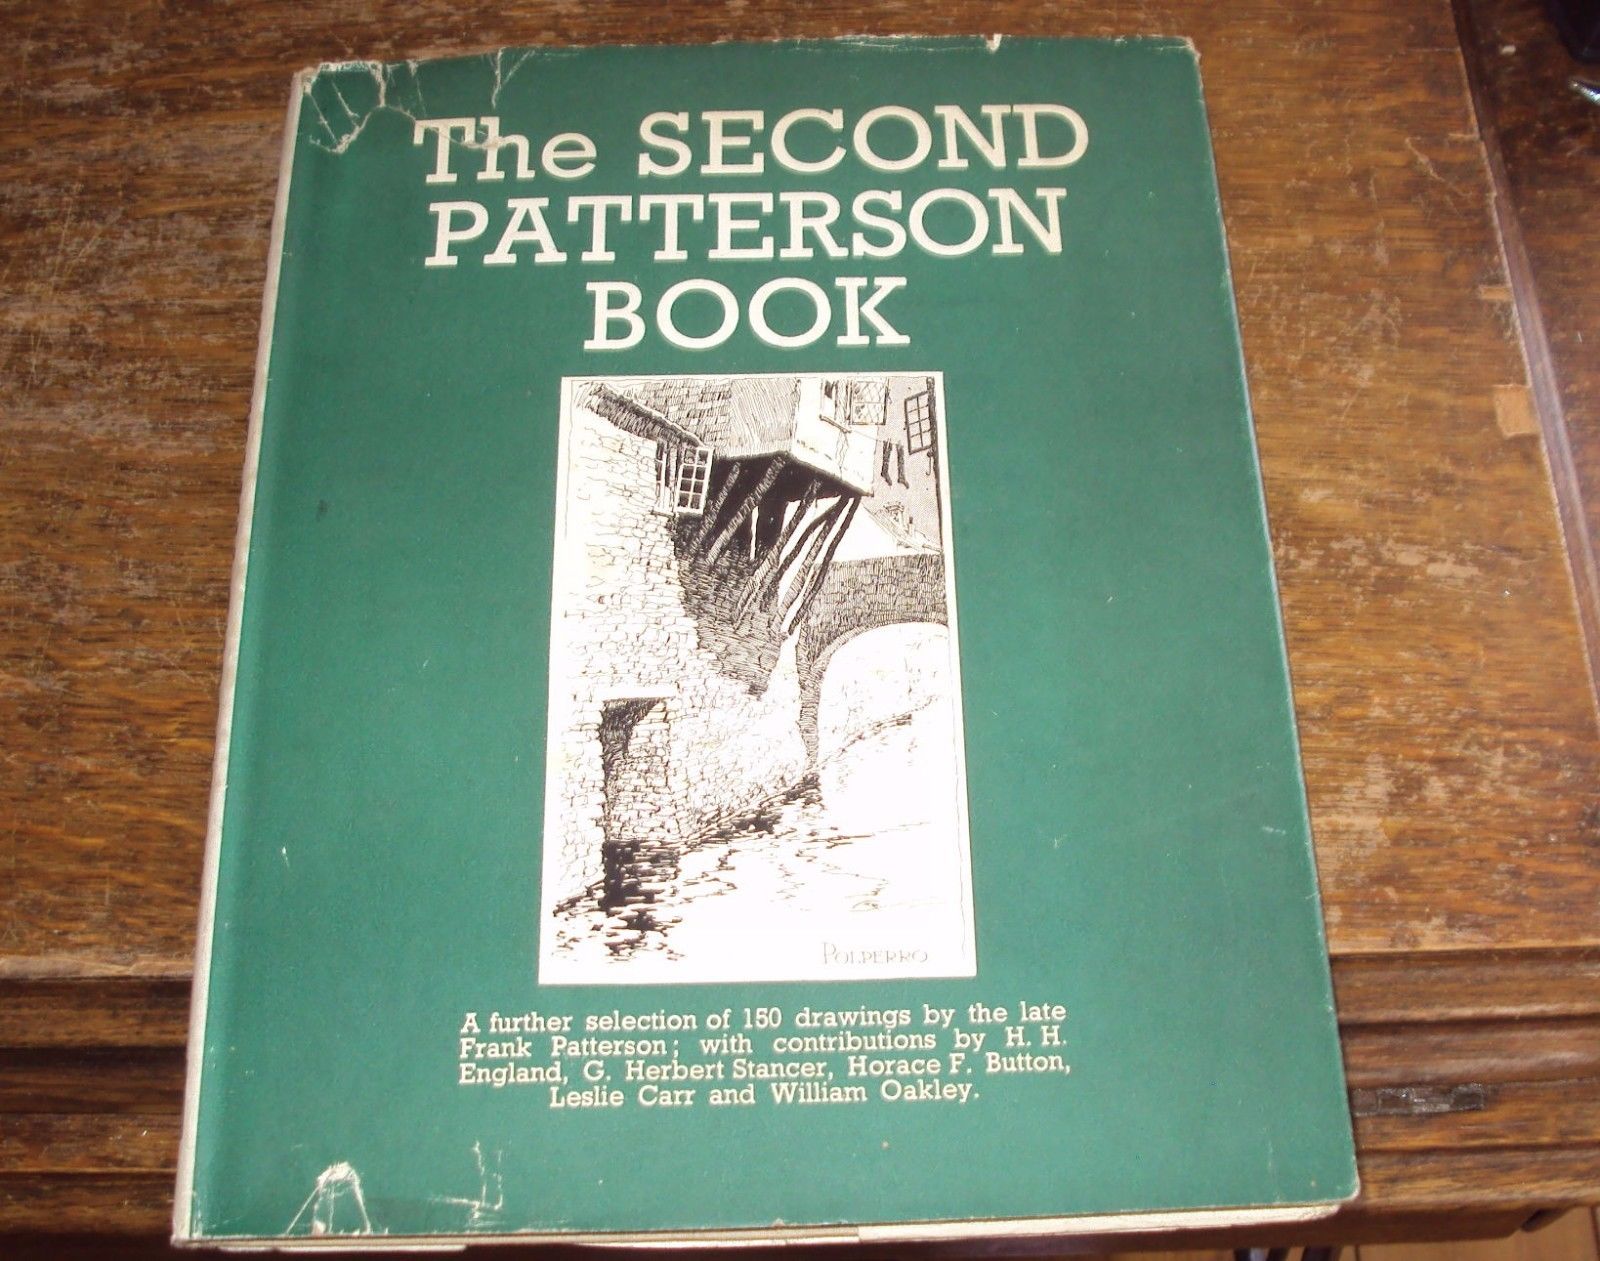 The SECOND
PATTERSON
BOOK
POLPERRO
A further selection of 150 drawings by the late
Frank Patterson; with contributions by H. H.
England, G. Herbert Stancer, Horace F. Button,
Leslie Carr and William Oakley.